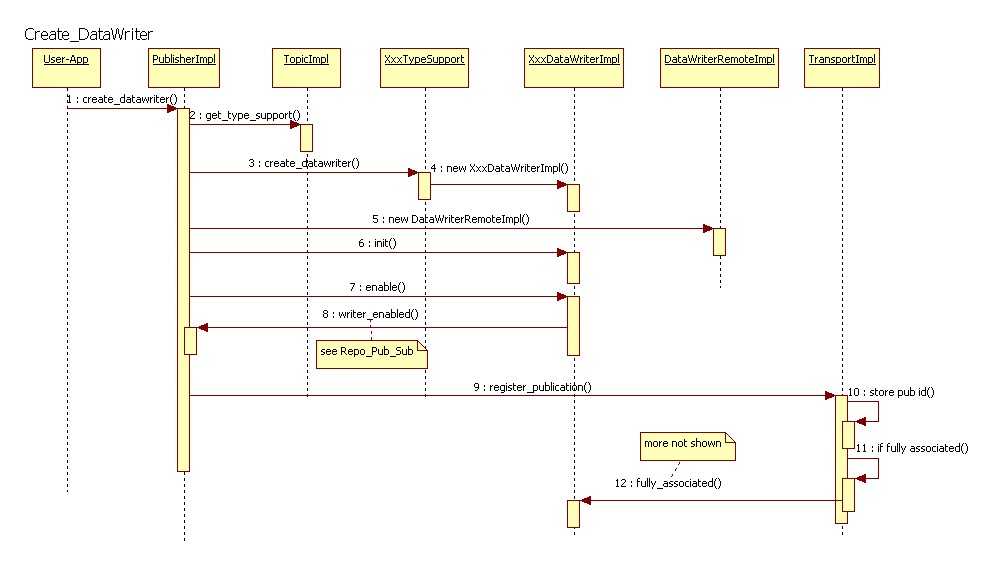 Create_DataWriter
User-App
PublisherImpl
TopicImpl
XxxTypeSupport
XxxDataWriterImpl
DataWriterRemoteImpl
TransportImpl
1 : create_datawriter()
2 : get_type_support()
3 : create_datawriter()
4 : new XxxDataWriterImpl()
5 : new DataWriterRemoteImpl()
6 : init()
7 : enable()
8 : writer_enabled()
see Repo_Pub_Sub
9 : register_publication()
10 : store pub id()
more not shown
11 : if fully associated()
12 : fully_associated()